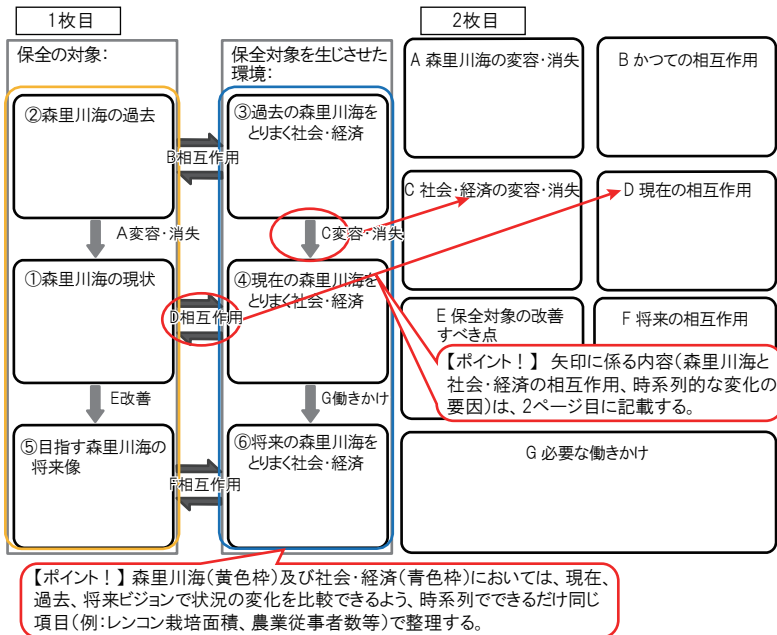 1枚目
2枚目
保全の対象:
保全対象を生じさせた
環境:
②森里川海の過去
③過去の森里川海を
とりまく社会・経済
B相互作用
A変容・消失
C変容・消失
①森里川海の現状
④現在の森里川海を
とりまく社会・経済
D相互作用
E改善
G働きかけ
⑤目指す森里川海の
将来像
⑥将来の森里川海を
とりまく社会・経済
F相互作用
A 森里川海の変容・消失
B かつての相互作用
C 社会・経済の変容・消失
D 現在の相互作用
E 保全対象の改善
すべき点
F 将来の相互作用
【ポイント！】 矢印に係る内容(森里川海と
社会・経済の相互作用、時系列的な変化の
要因)は、2ページ目に記載する。
G 必要な働きかけ
【ポイント！】森里川海(黄色枠)及び社会・経済(青色枠)においては、現在、
過去、将来ビジョンで状況の変化を比較できるよう、時系列でできるだけ同じ
項目(例:レンコン栽培面積、農業従事者数等)で整理する。